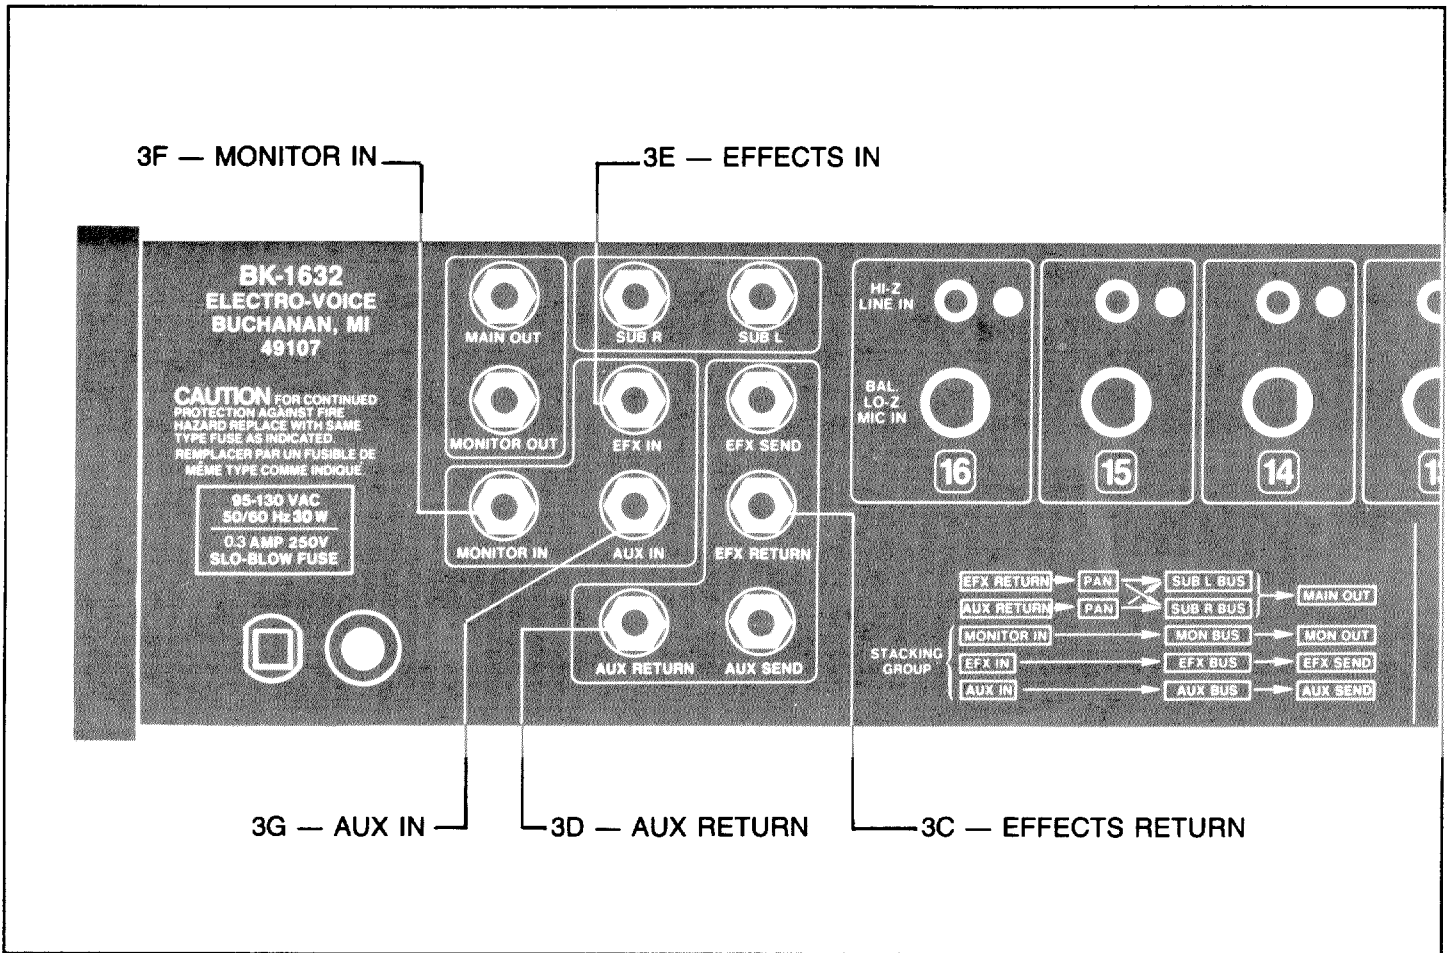 3F — MONITOR IN
3E — EFFECTS IN
BK-1632
ELECTRO-VOICE
BUCHANAN, MI
49107
CAUTION FOR CONTINUED
PROTECTION AGAINST FIRE
HAZARD REPLACE WITH SAME
TYPE FUSE AS INDICATED
REMPLACER PAR UN FUSIBLE DE
MÊME TYPE COMME INDIQUE
95-130 VAC
50/60 Hz 30 W
0.3 AMP 250V
SLO-BLOW FUSE
MAIN OUT
SUB R
SUB L
MONITOR OUT
EFX IN
EFX SEND
MONITOR IN
AUX IN
EFX RETURN
AUX RETURN
AUX SEND
HI-Z
LINE IN
BAL
LO-Z
MIC IN
16
15
14
EFX RETURN PAN SUB L BUS
MAIN OUT
AUX RETURN PAN SUB R BUS
STACKING
GROUP
MONITOR IN MON BUS MON OUT
EFX IN EFX BUS EFX SEND
AUX IN AUX BUS AUX SEND
3G — AUX IN
3D — AUX RETURN
3C — EFFECTS RETURN